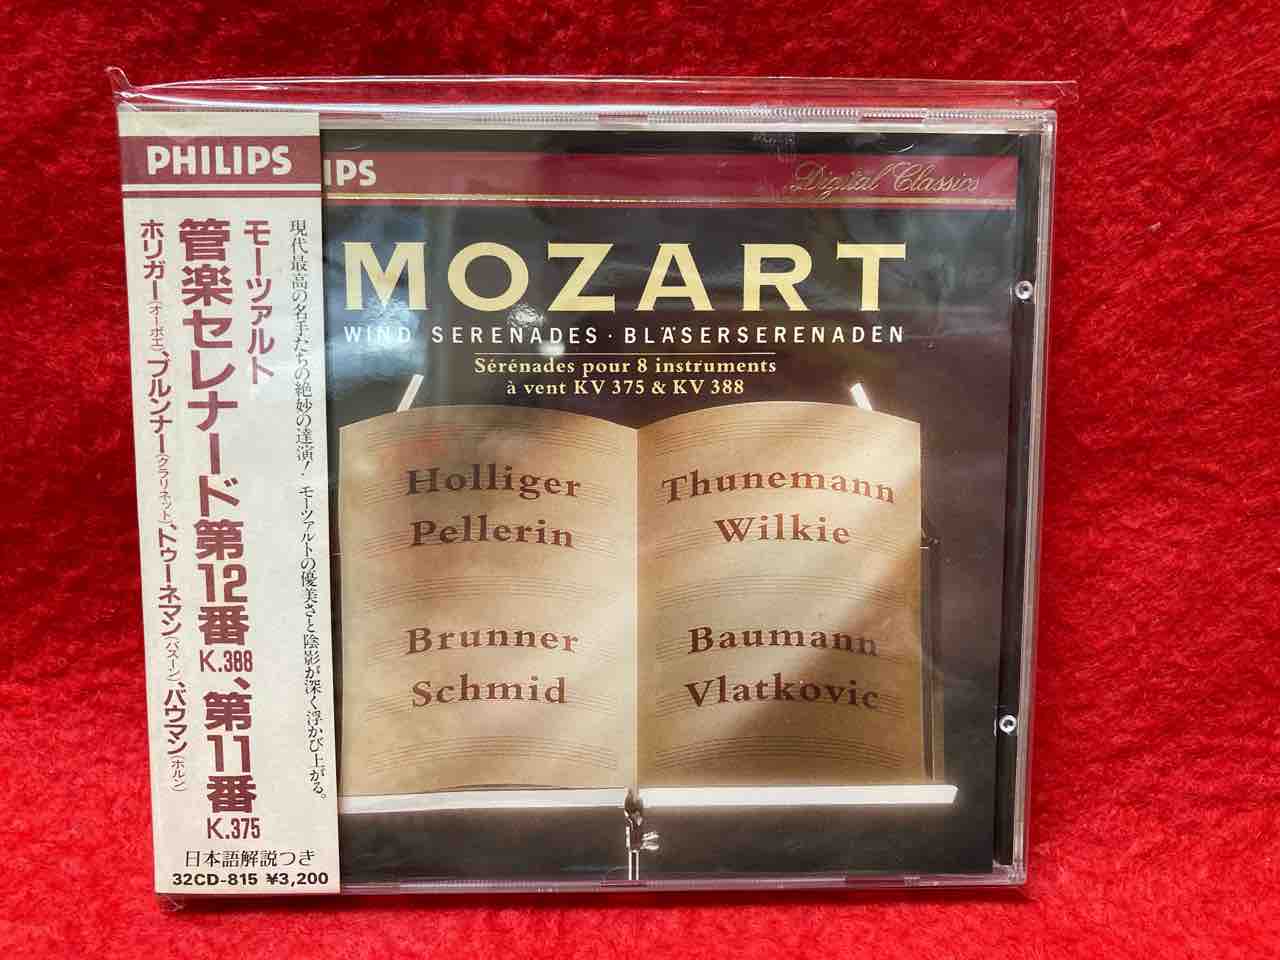 PHILIPS
現代最高の名手たちの絶妙の達演！ モーツァルトの優美さと陰影が深く浮かび上がる。
モーツァルト
管楽セレナード第12番K.388、第11番K.375
ホリガー(オーボエ)、ブルンナー(クラリネット)、トゥーネマン(バスーン)、バウマン(ホルン)
日本語解説つき
32CD-815 ¥3,200
IPS
Digital Classics
MOZART
WIND SERENADES · BLÄSERSERENADEN
Sérénades pour 8 instruments
à vent KV 375 & KV 388
Holliger
Pellerin
Brunner
Schmid
Thunemann
Wilkie
Baumann
Vlatkovic